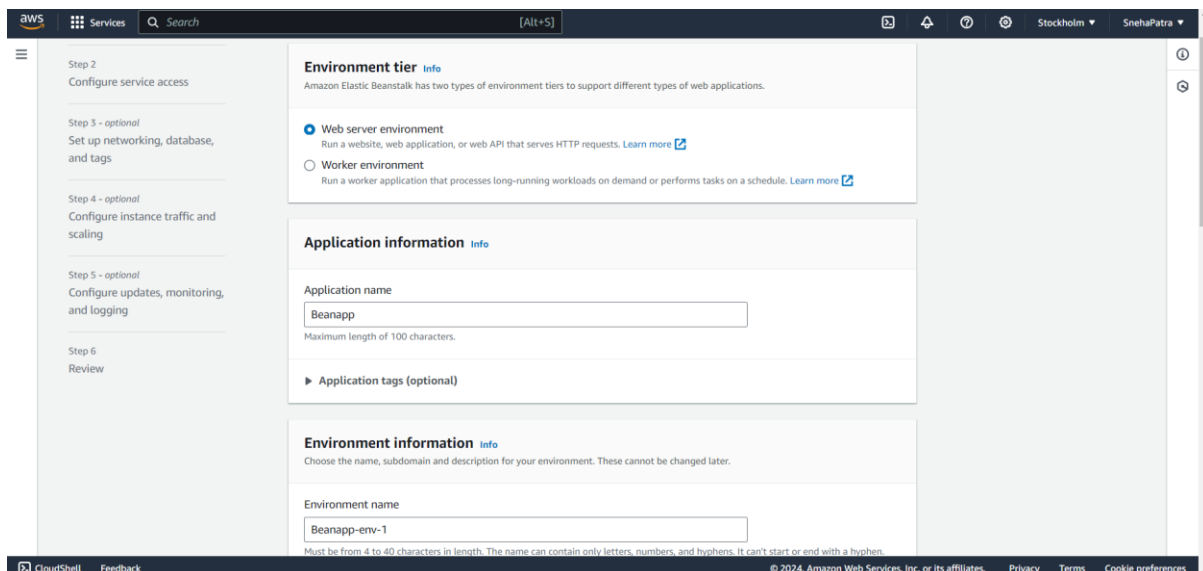 aws
Services
Search
[Alt+S]
Stockholm
SnehaPatra
Step 2
Configure service access
Step 3 - optional
Set up networking, database,
and tags
Step 4 - optional
Configure instance traffic and
scaling
Step 5 - optional
Configure updates, monitoring,
and logging
Step 6
Review
Environment tier Info
Amazon Elastic Beanstalk has two types of environment tiers to support different types of web applications.
Web server environment
Run a website, web application, or web API that serves HTTP requests. Learn more
Worker environment
Run a worker application that processes long-running workloads on demand or performs tasks on a schedule. Learn more
Application information Info
Application name
Beanapp
Maximum length of 100 characters.
Application tags (optional)
Environment information Info
Choose the name, subdomain and description for your environment. These cannot be changed later.
Environment name
Beanapp-env-1
Must be from 4 to 40 characters in length. The name can contain only letters, numbers, and hyphens. It can't start or end with a hyphen.
CloudShell Feedback
© 2024, Amazon Web Services, Inc. or its affiliates. Privacy Terms Cookie preferences